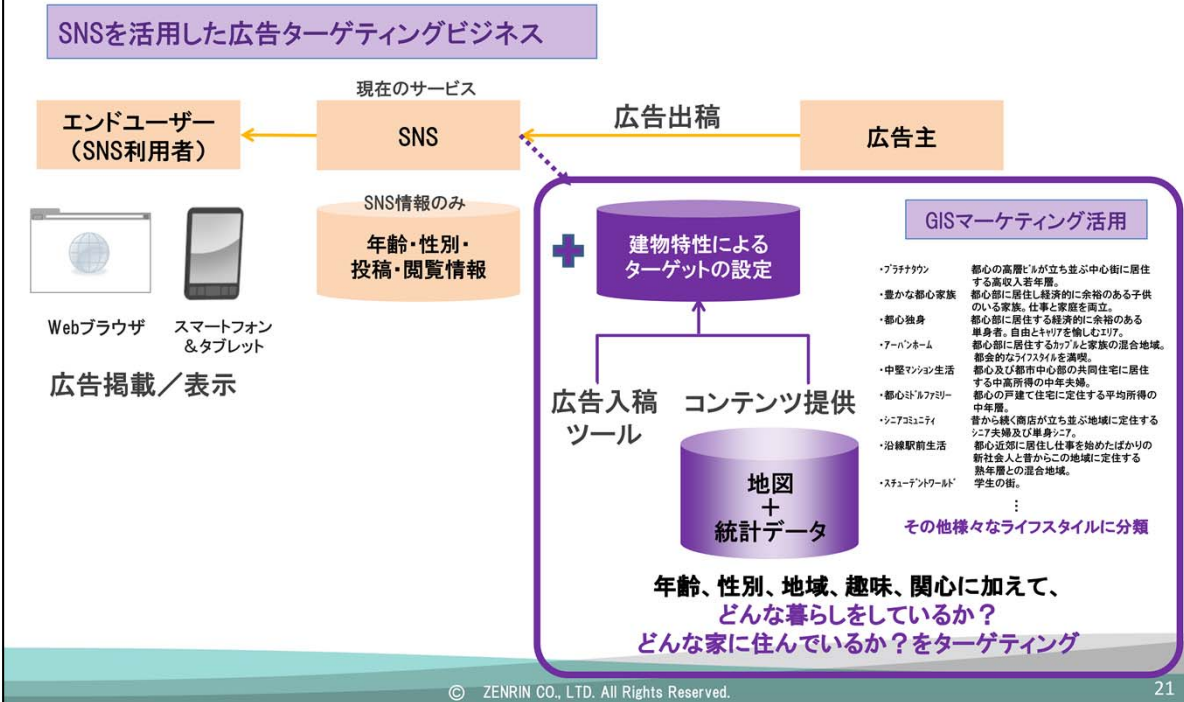 SNSを活用した広告ターゲティングビジネス
現在のサービス
エンドユーザー
（SNS利用者）
SNS
広告出稿
広告主
SNS情報のみ
年齢・性別・
投稿・閲覧情報
Webブラウザ
スマートフォン
＆タブレット
広告掲載／表示
建物特性による
ターゲットの設定
広告入稿
ツール
コンテンツ提供
地図
＋
統計データ
GISマーケティング活用
・ﾌﾟﾗﾁﾅﾀｳﾝ 都心の高層ﾋﾞﾙが立ち並ぶ中心街に居住
する高収入若年層。
・豊かな都心家族 都心部に居住し経済的に余裕のある子供
のいる家族。仕事と家庭を両立。
・都心独身 都心部に居住する経済的に余裕のある
単身者。自由とｷｬﾘｱを愉しむｴﾘｱ。
・ｱｰﾊﾞﾝﾎｰﾑ 都心部に居住するｶｯﾌﾟﾙと家族の混合地域。
都会的なﾗｲﾌｽﾀｲﾙを満喫。
・中堅ﾏﾝｼｮﾝ生活 都心及び都市中心部の共同住宅に居住
する中高所得の中年夫婦。
・都心ﾐﾄﾞﾙﾌｧﾐﾘｰ 都心の戸建て住宅に定住する平均所得の
中年層。
・ｼﾆｱｺﾐｭﾆﾃｨ 昔から続く商店が立ち並ぶ地域に定住する
ｼﾆｱ夫婦及び単身ｼﾆｱ。
・沿線駅前生活 都心近郊に居住し仕事を始めたばかりの
新社会人と昔からこの地域に定住する
熟年層との混合地域。
・ｽﾁｭｰﾃﾞﾝﾄﾜｰﾙﾄﾞ 学生の街。
⋮
その他様々なライフスタイルに分類
年齢、性別、地域、趣味、関心に加えて、
どんな暮らしをしているか？
どんな家に住んでいるか？をターゲティング
© ZENRIN CO., LTD. All Rights Reserved.
21